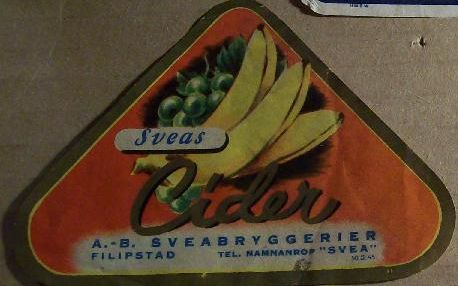 Sveas
Cider
A.-B. SVEABRYGGERIER
FILIPSTAD TEL. NAMNANROP "SVEA"